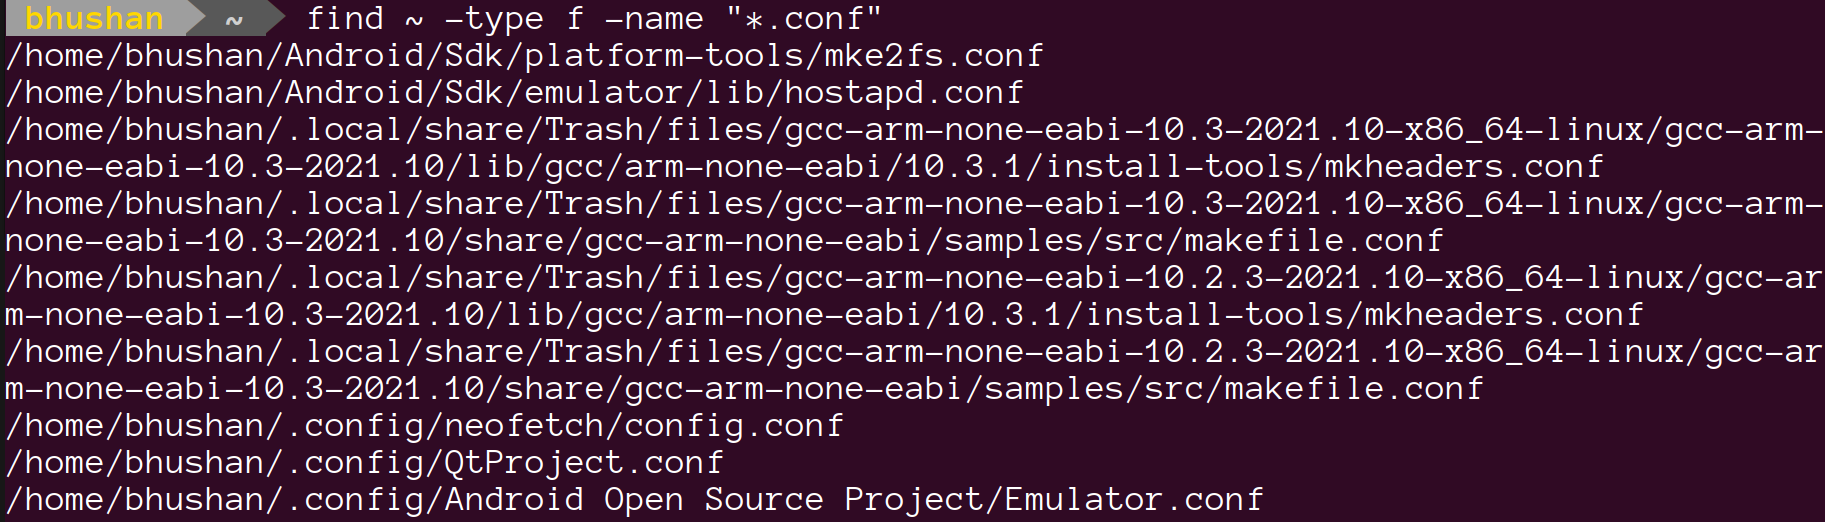 bhushan ~ find ~ -type f -name "*.conf"
/home/bhushan/Android/Sdk/platform-tools/mke2fs.conf
/home/bhushan/Android/Sdk/emulator/lib/hostapd.conf
/home/bhushan/.local/share/Trash/files/gcc-arm-none-eabi-10.3-2021.10-x86_64-linux/gcc-arm-
none-eabi-10.3-2021.10/lib/gcc/arm-none-eabi/10.3.1/install-tools/mkheaders.conf
/home/bhushan/.local/share/Trash/files/gcc-arm-none-eabi-10.3-2021.10-x86_64-linux/gcc-arm-
none-eabi-10.3-2021.10/share/gcc-arm-none-eabi/samples/src/makefile.conf
/home/bhushan/.local/share/Trash/files/gcc-arm-none-eabi-10.2.3-2021.10-x86_64-linux/gcc-ar
m-none-eabi-10.3-2021.10/lib/gcc/arm-none-eabi/10.3.1/install-tools/mkheaders.conf
/home/bhushan/.local/share/Trash/files/gcc-arm-none-eabi-10.2.3-2021.10-x86_64-linux/gcc-ar
m-none-eabi-10.3-2021.10/share/gcc-arm-none-eabi/samples/src/makefile.conf
/home/bhushan/.config/neofetch/config.conf
/home/bhushan/.config/QtProject.conf
/home/bhushan/.config/Android Open Source Project/Emulator.conf